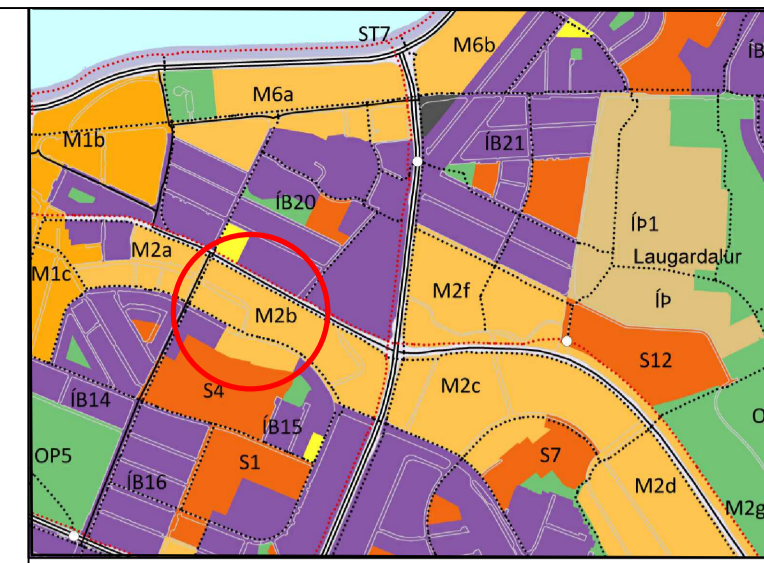 ST7
M6b
ÍB
M6a
M1b
ÍB21
ÍB20
ÍÞ1
M2a
Laugardalur
M1c
M2f
ÍÞ
M2b
S12
M2c
S4
ÍB14
ÍB15
O
OP5
S1
S7
ÍB16
M2d
M2g